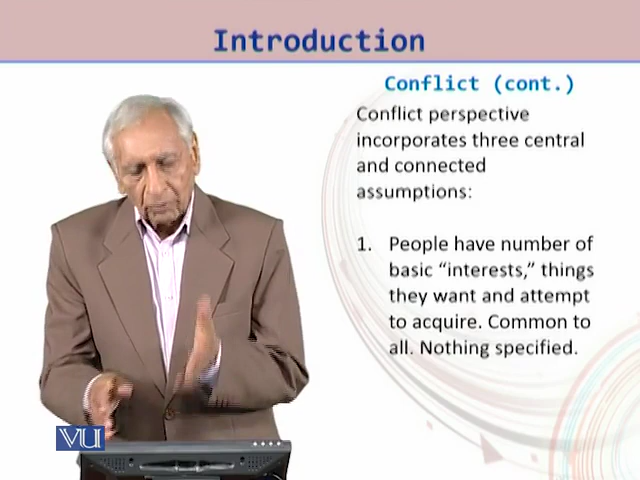 Introduction
Conflict (cont.)
Conflict perspective
incorporates three central
and connected
assumptions:
1. People have number of
basic “interests,” things
they want and attempt
to acquire. Common to
all. Nothing specified.
VU